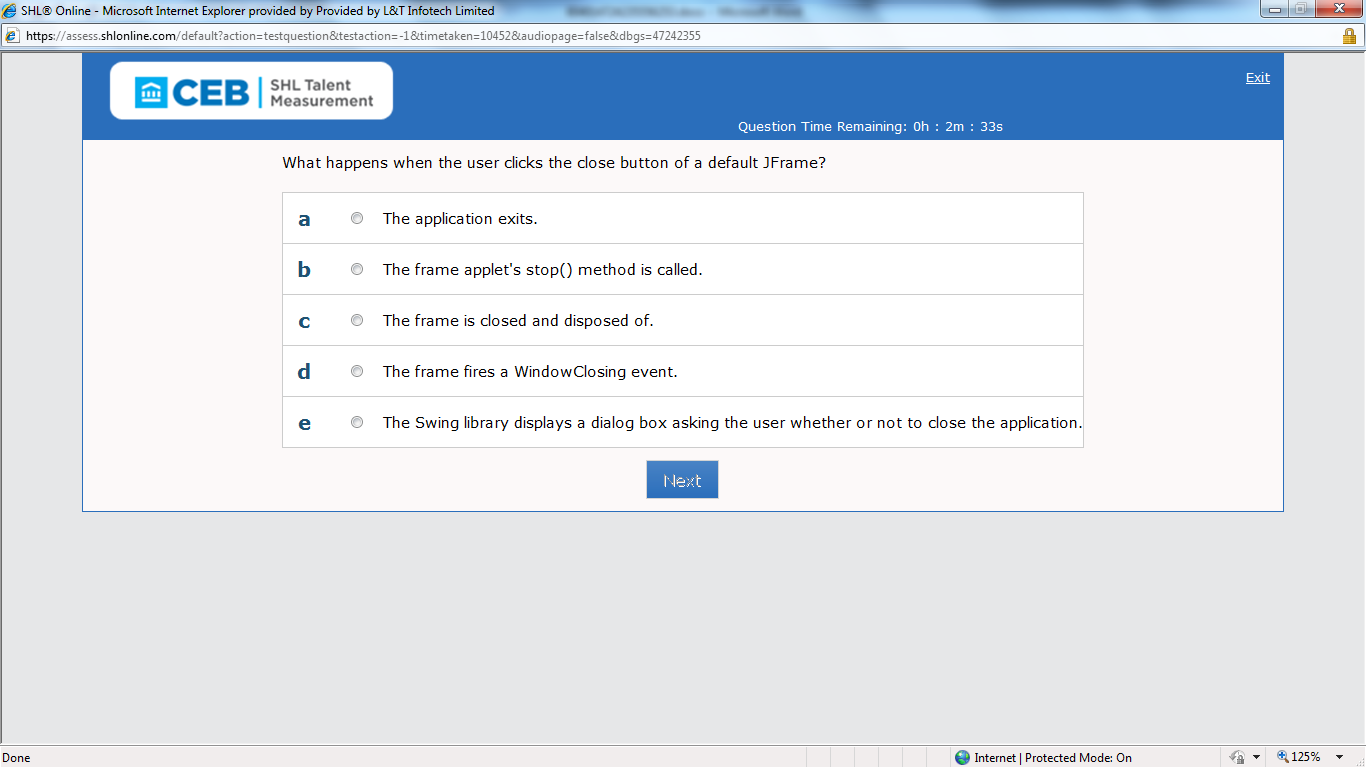 SHL® Online - Microsoft Internet Explorer provided by Provided by L&T Infotech Limited
https://assess.shlonline.com/default?action=testquestion&testaction=-1&timetaken=10452&audiopage=false&dbgs=47242355
CEB SHL Talent
Measurement
Exit
Question Time Remaining: 0h : 2m : 33s
What happens when the user clicks the close button of a default JFrame?
a The application exits.
b The frame applet's stop() method is called.
c The frame is closed and disposed of.
d The frame fires a WindowClosing event.
e The Swing library displays a dialog box asking the user whether or not to close the application.
Next
Done Internet | Protected Mode: On 125%